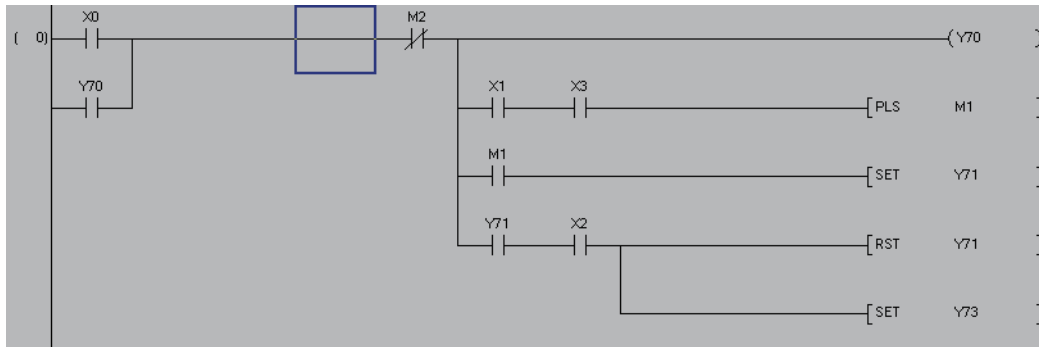 X0 M2
( 0) (Y70 )
Y70 X1 X3
[PLS M1 ]
M1
[SET Y71 ]
Y71 X2
[RST Y71 ]
[SET Y73 ]